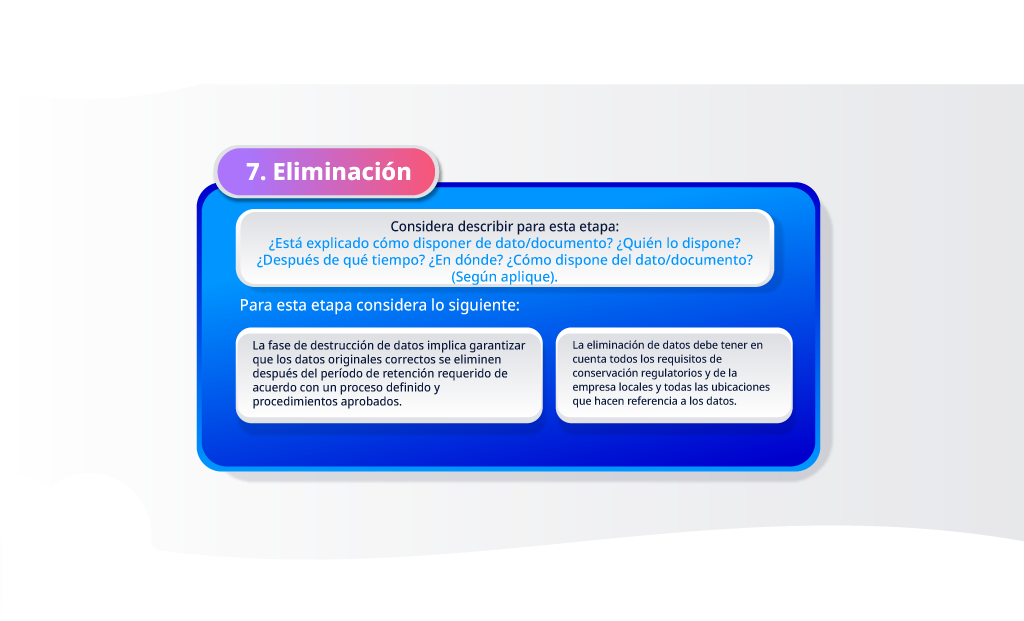 7. Eliminación
Considera describir para esta etapa:
¿Está explicado cómo disponer de dato/documento? ¿Quién lo dispone?
¿Después de qué tiempo? ¿En dónde? ¿Cómo dispone del dato/documento?
(Según aplique).
Para esta etapa considera lo siguiente:
La fase de destrucción de datos implica garantizar
que los datos originales correctos se eliminen
después del período de retención requerido de
acuerdo con un proceso definido y
procedimientos aprobados.
La eliminación de datos debe tener en
cuenta todos los requisitos de
conservación regulatorios y de la
empresa locales y todas las ubicaciones
que hacen referencia a los datos.